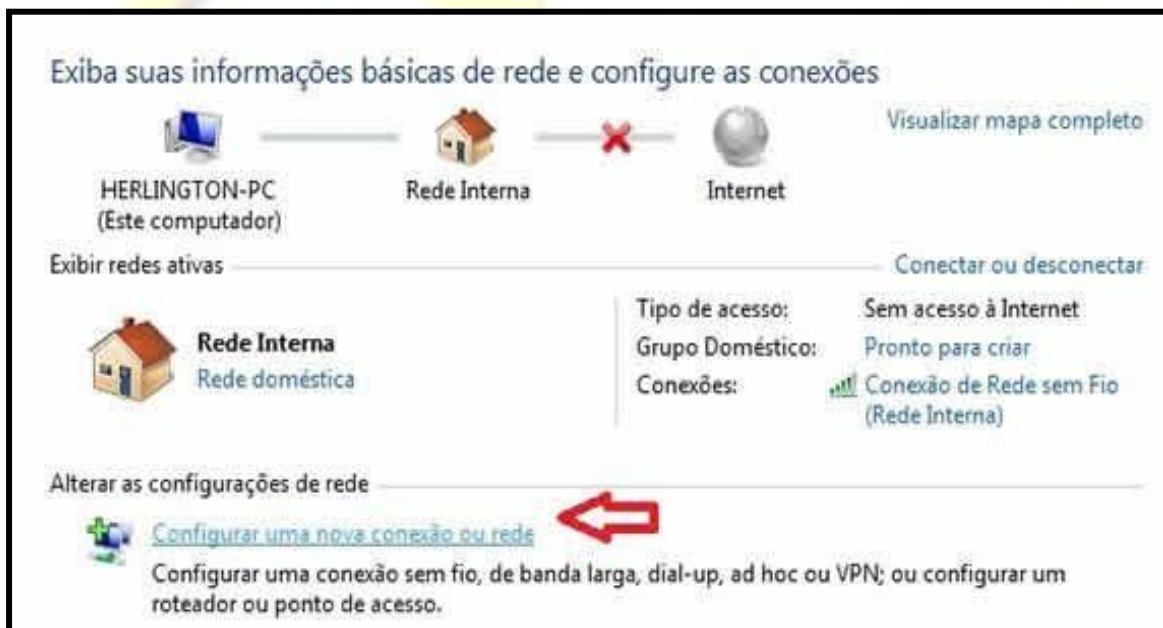 Exiba suas informações básicas de rede e configure as conexões
Visualizar mapa completo
HERLINGTON-PC
(Este computador)
Rede Interna
Internet
Exibir redes ativas
Conectar ou desconectar
Rede Interna
Rede doméstica
Tipo de acesso: Sem acesso à Internet
Grupo Doméstico: Pronto para criar
Conexões: Conexão de Rede sem Fio
(Rede Interna)
Alterar as configurações de rede
Configurar uma nova conexão ou rede
Configurar uma conexão sem fio, de banda larga, dial-up, ad hoc ou VPN; ou configurar um
roteador ou ponto de acesso.